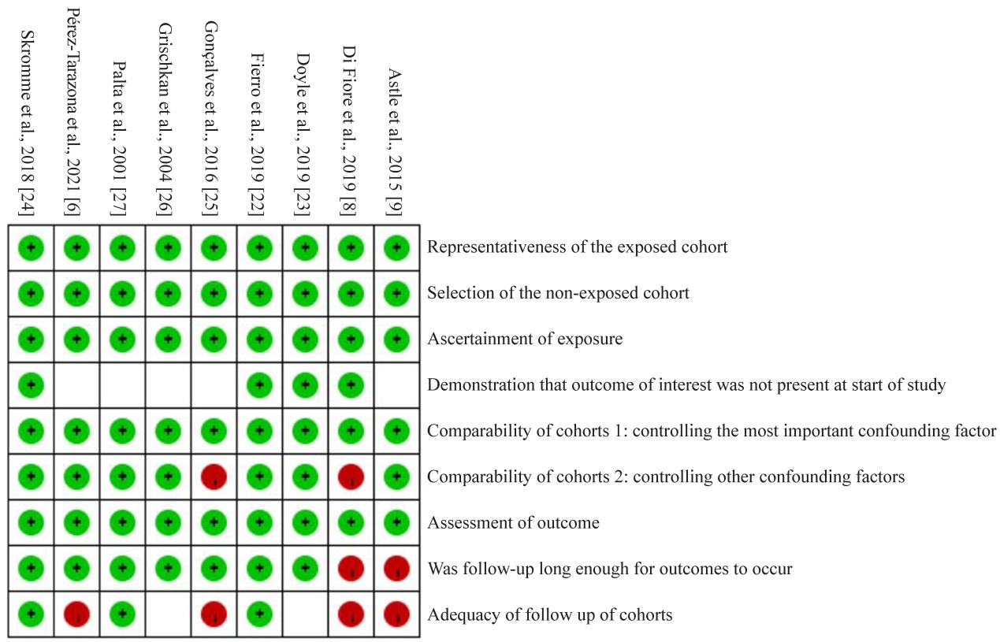 Skromme et al., 2018 [24]
Pérez-Tarazona et al., 2021 [6]
Palta et al., 2001 [27]
Grischkan et al., 2004 [26]
Gonçalves et al., 2016 [25]
Fierro et al., 2019 [22]
Doyle et al., 2019 [23]
Di Fiore et al., 2019 [8]
Astle et al., 2015 [9]
Representativeness of the exposed cohort
Selection of the non-exposed cohort
Ascertainment of exposure
Demonstration that outcome of interest was not present at start of study
Comparability of cohorts 1: controlling the most important confounding factor
Comparability of cohorts 2: controlling other confounding factors
Assessment of outcome
Was follow-up long enough for outcomes to occur
Adequacy of follow up of cohorts